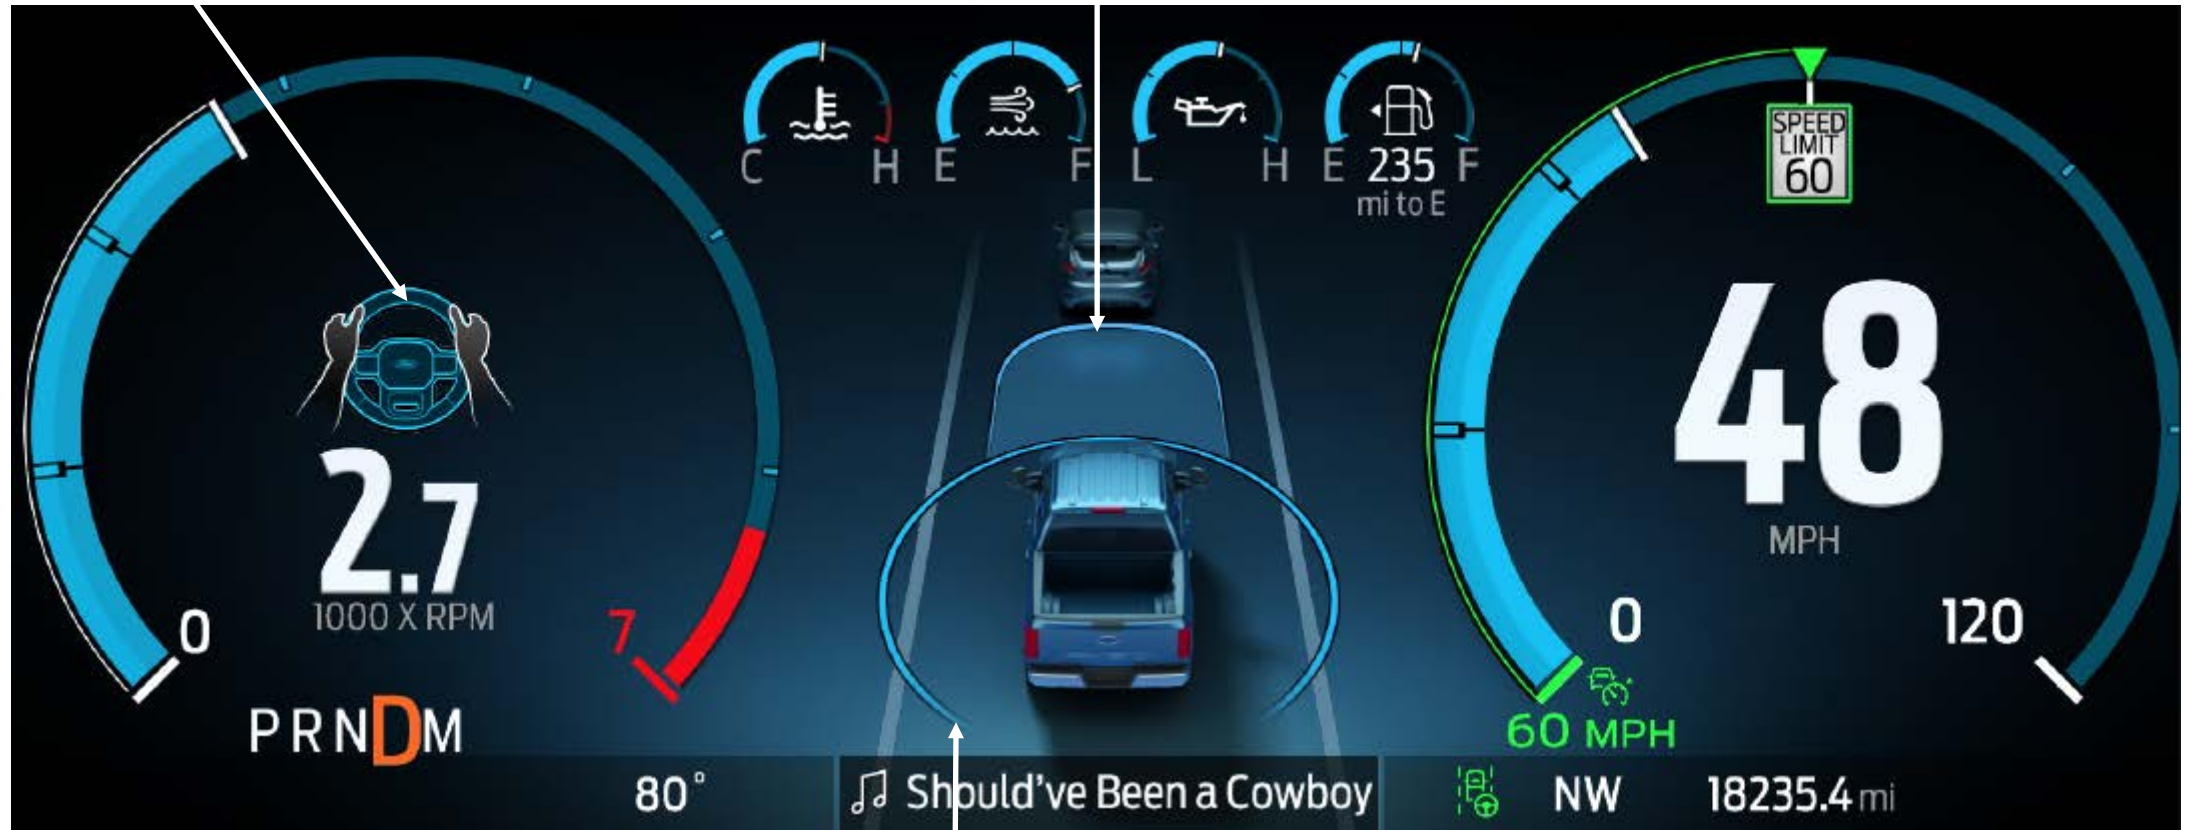 C H
E F
L H
E 235 F
mi to E
SPEED
LIMIT
60
48
MPH
2.7
1000 X RPM
0
7
0
120
60 MPH
P R N D M
80°
Should've Been a Cowboy
NW
18235.4 mi